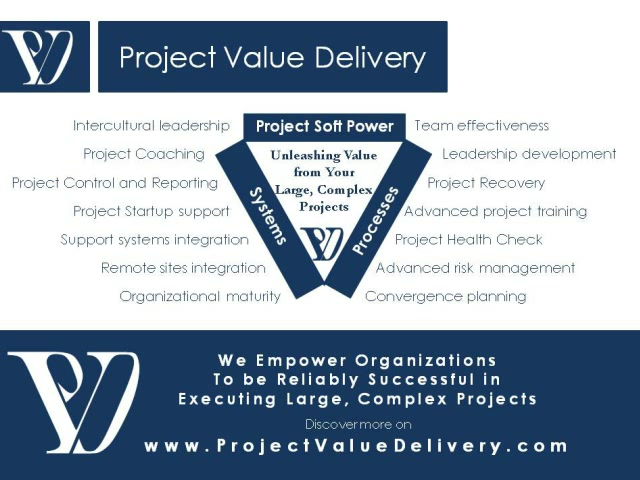 Project Value Delivery
Intercultural leadership
Project Soft Power
Team effectiveness
Project Coaching
Unleashing Value
from Your
Large, Complex
Projects
Leadership development
Project Control and Reporting
Project Recovery
Project Startup support
Systems
Processes
Advanced project training
Support systems integration
Project Health Check
Remote sites integration
Advanced risk management
Organizational maturity
Convergence planning
We Empower Organizations
To be Reliably Successful in
Executing Large, Complex Projects
Discover more on
www.ProjectValueDelivery.com